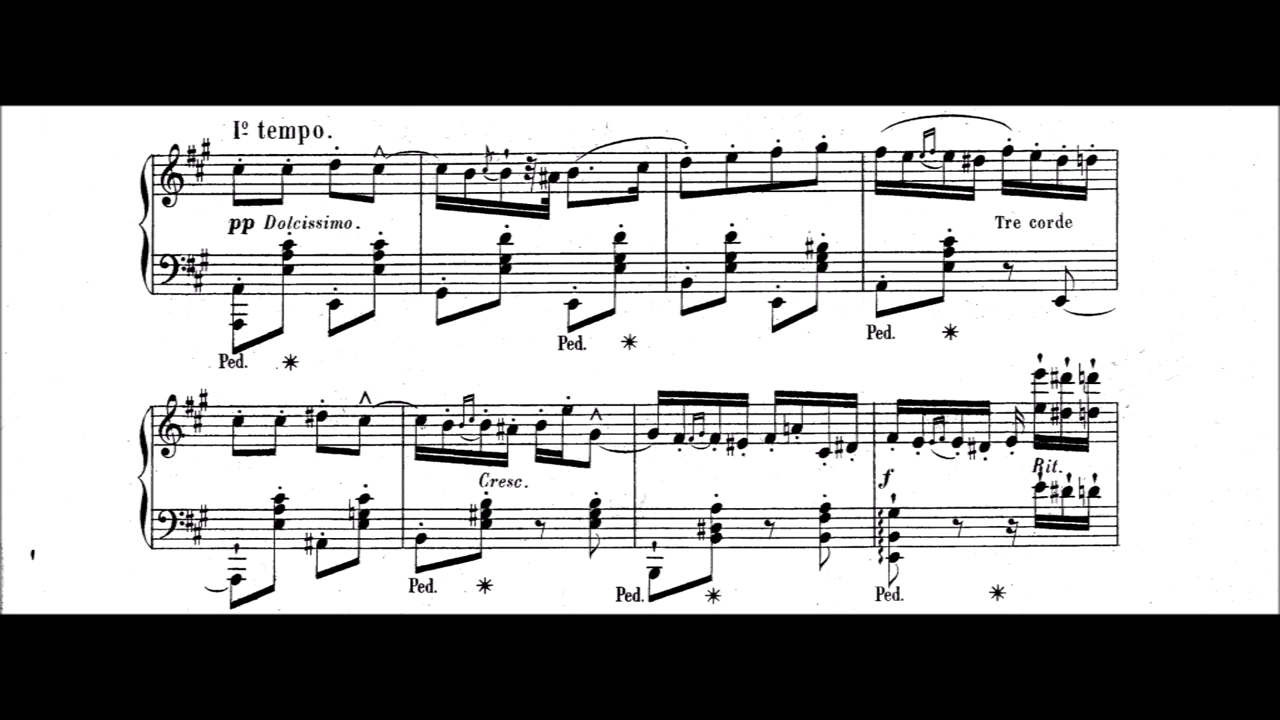 Iº tempo.
pp Dolcissimo.
Tre corde
Ped.
Ped.
Ped.
Cresc.
f
Rit.
Ped.
Ped.
Ped.